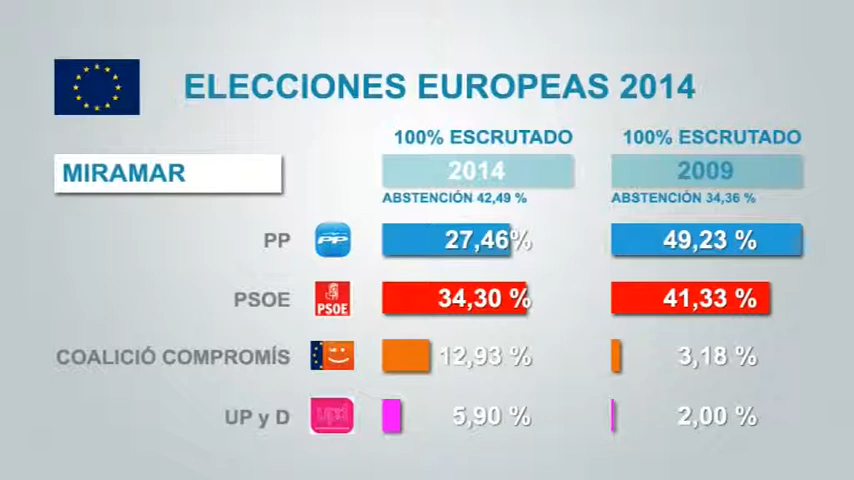 ELECCIONES EUROPEAS 2014
100% ESCRUTADO 100% ESCRUTADO
MIRAMAR 2014 2009
ABSTENCIÓN 42,49 % ABSTENCIÓN 34,36 %
PP PP 27,46% 49,23 %
PSOE PSOE 34,30 % 41,33 %
COALICIÓ COMPROMÍS 12,93 % 3,18 %
UP y D upd 5,90 % 2,00 %